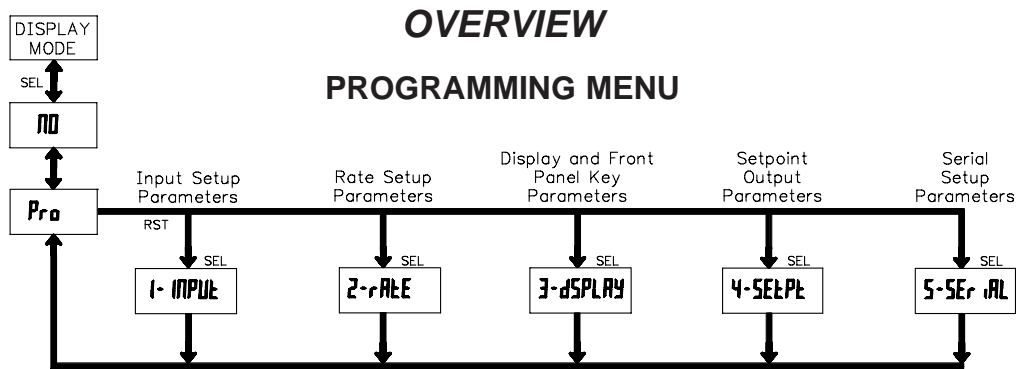 OVERVIEW
PROGRAMMING MENU
DISPLAY
MODE
SEL
NO
Pro
RST
Input Setup
Parameters
SEL
1-INPUt
Rate Setup
Parameters
SEL
2-rAtE
Display and Front
Panel Key
Parameters
SEL
3-dSPLAY
Setpoint
Output
Parameters
SEL
4-SEtPt
Serial
Setup
Parameters
SEL
5-SEriAL